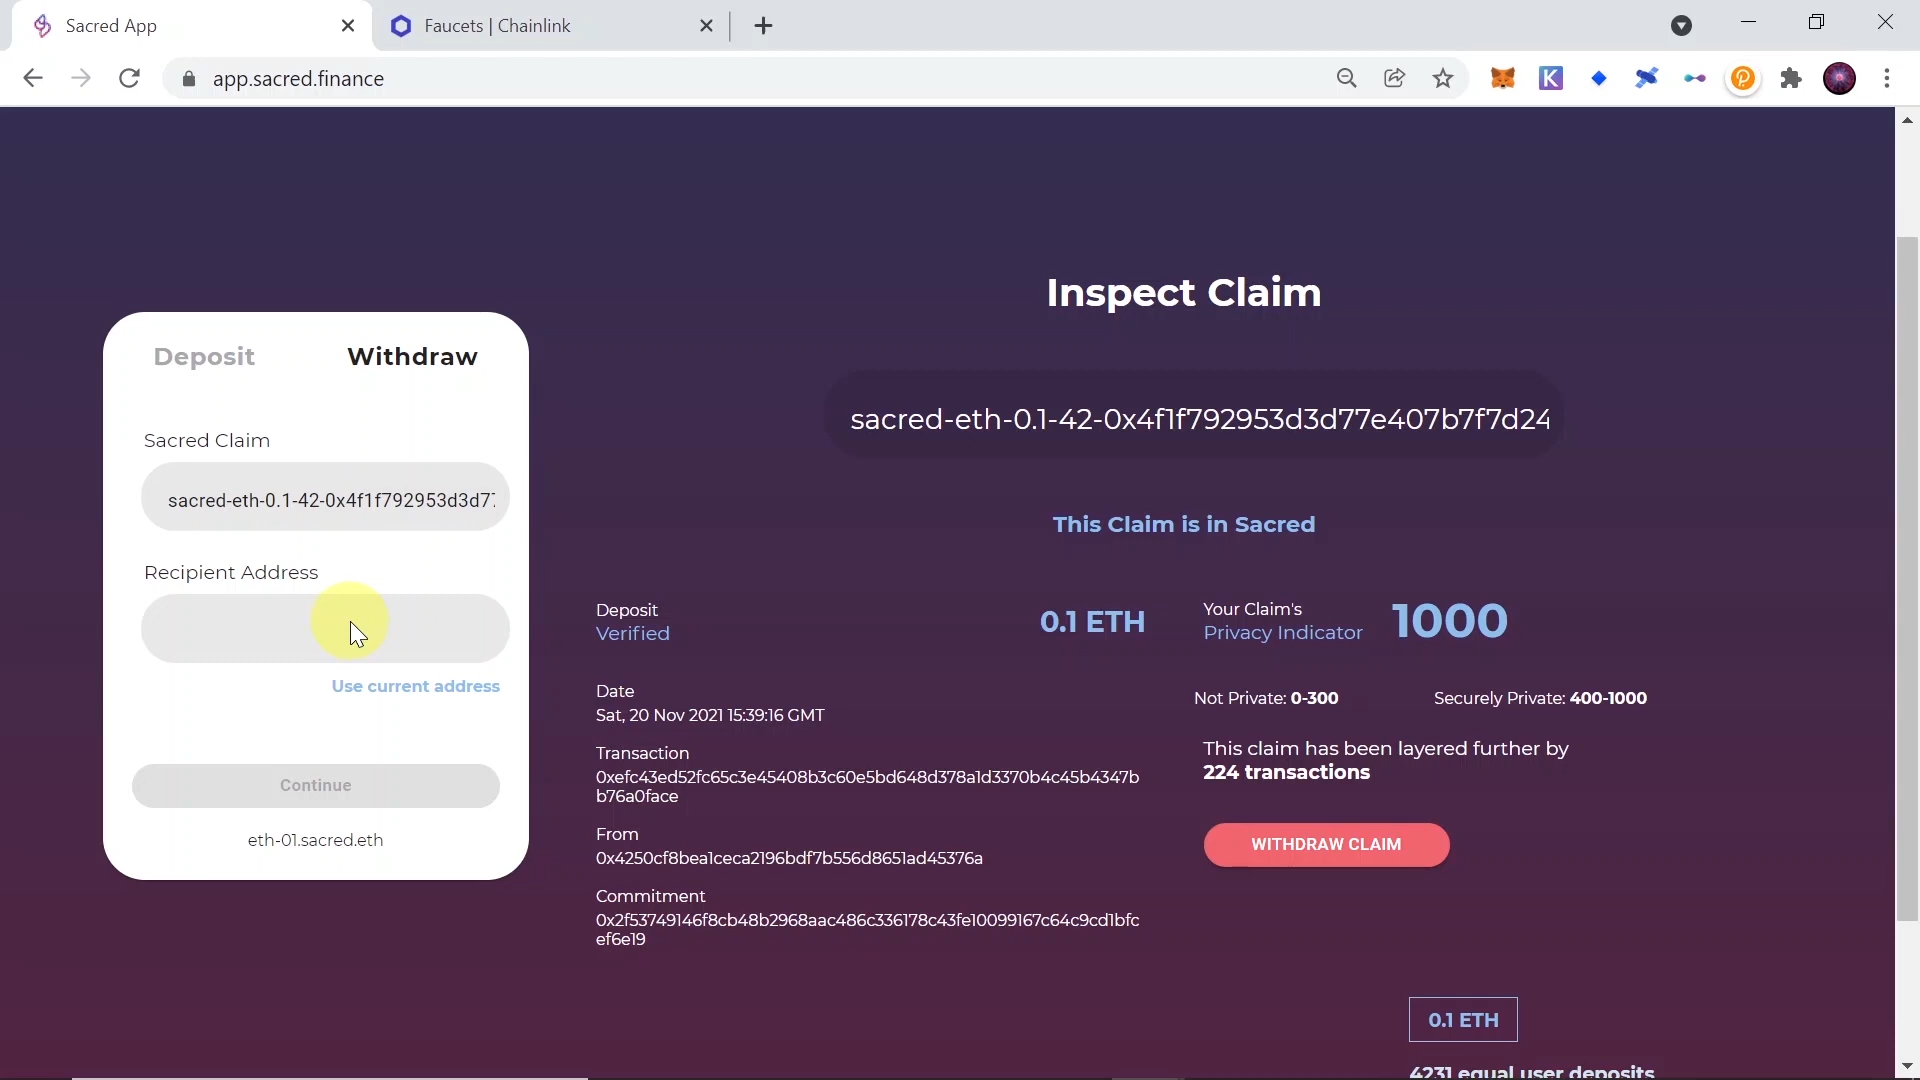 Sacred App
Faucets | Chainlink
app.sacred.finance
Deposit
Withdraw
Sacred Claim
sacred-eth-0.1-42-0x4f1f792953d3d7
Recipient Address
Use current address
Continue
eth-01.sacred.eth
Inspect Claim
sacred-eth-0.1-42-0x4f1f792953d3d77e407b7f7d24
This Claim is in Sacred
Deposit
Verified
0.1 ETH
Your Claim's
Privacy Indicator
1000
Date
Sat, 20 Nov 2021 15:39:16 GMT
Not Private: 0-300
Securely Private: 400-1000
Transaction
0xefc43ed52fc65c3e45408b3c60e5bd648d378a1d3370b4c45b4347b
b76a0face
This claim has been layered further by
224 transactions
From
0x4250cf8bea1ceca2196bdf7b556d8651ad45376a
WITHDRAW CLAIM
Commitment
0x2f53749146f8cb48b2968aac486c336178c43fe10099167c64c9cd1bfc
ef6e19
0.1 ETH
4231 equal user deposits